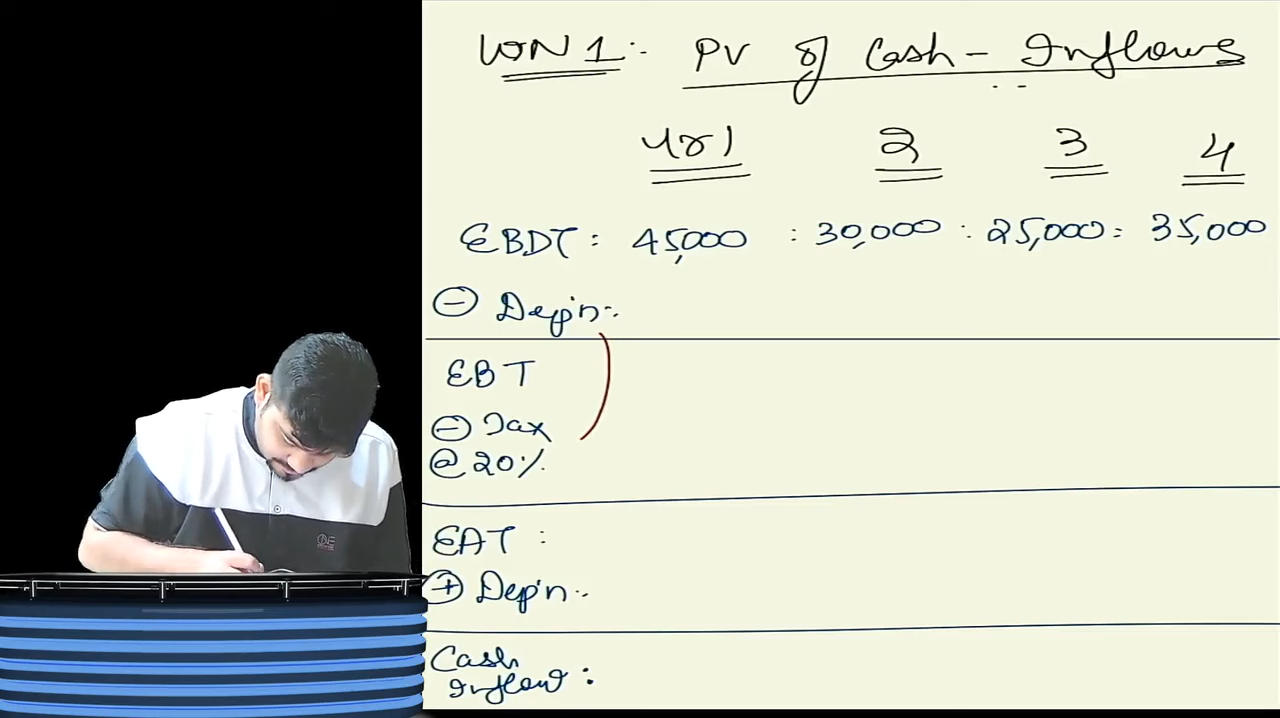 WN 1:- PV of Cash-Inflows
Yr 1 2 3 4
EBDT : 45,000 : 30,000 : 25,000 : 35,000
(-) Dep'n:-
EBT
(-) Tax
@ 20%
EAT :
(+) Dep'n:-
Cash
Inflow :